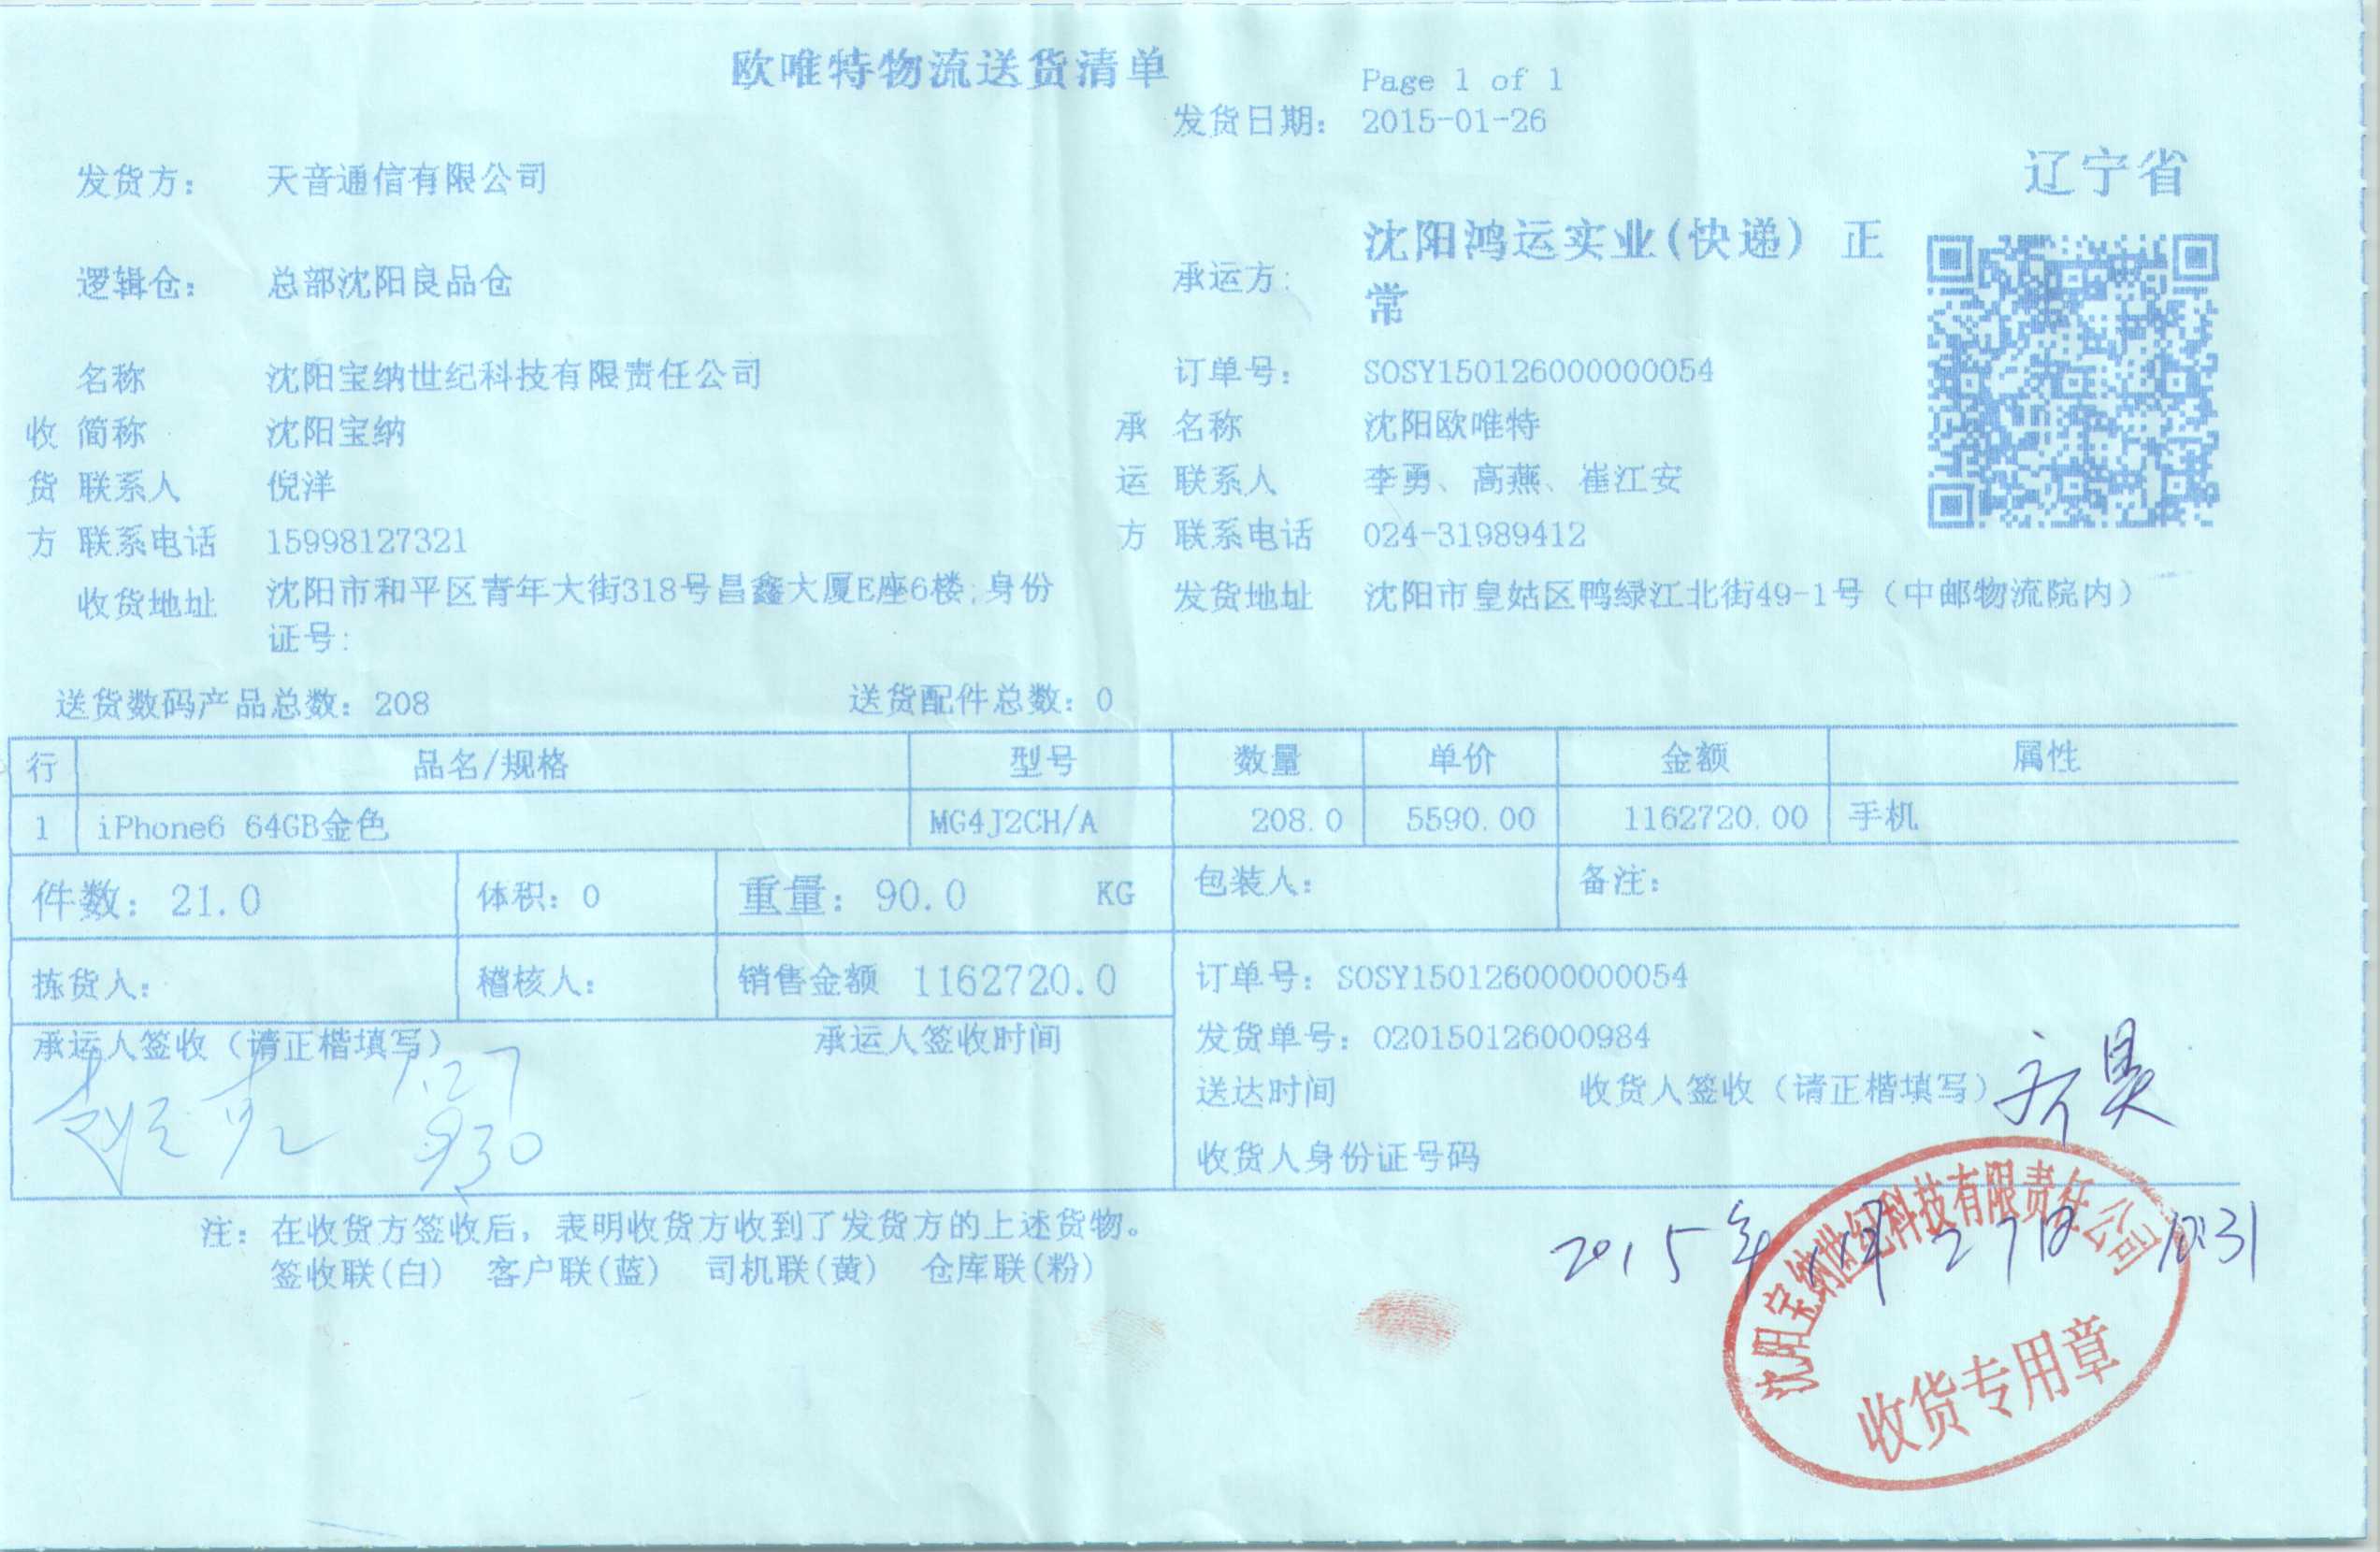 欧唯特物流送货清单
Page 1 of 1
发货日期： 2015-01-26
辽宁省
发货方： 天音通信有限公司
承运方： 沈阳鸿运实业(快递) 正
常
逻辑仓： 总部沈阳良品仓
名称 沈阳宝纳世纪科技有限责任公司
订单号： SOSY150126000000054
收 简称 沈阳宝纳
承 名称 沈阳欧唯特
货 联系人 倪洋
运 联系人 李勇、高燕、崔江安
方 联系电话 15998127321
方 联系电话 024-31989412
收货地址 沈阳市和平区青年大街318号昌鑫大厦E座6楼;身份
证号:
发货地址 沈阳市皇姑区鸭绿江北街49-1号（中邮物流院内）
送货数码产品总数：208 送货配件总数：0
行 品名/规格 型号 数量 单价 金额 属性
1 iPhone6 64GB金色 MG4J2CH/A 208.0 5590.00 1162720.00 手机
件数：21.0 体积：0 重量：90.0 KG 包装人： 备注：
拣货人： 稽核人： 销售金额 1162720.0
订单号：SOSY150126000000054
承运人签收（请正楷填写） 承运人签收时间
1.27
9:30
发货单号：020150126000984
送达时间 收货人签收（请正楷填写）
收货人身份证号码
2015年1月27日 10:31
注：在收货方签收后，表明收货方收到了发货方的上述货物。
签收联(白) 客户联(蓝) 司机联(黄) 仓库联(粉)
沈阳宝纳世纪科技有限责任公司
收货专用章